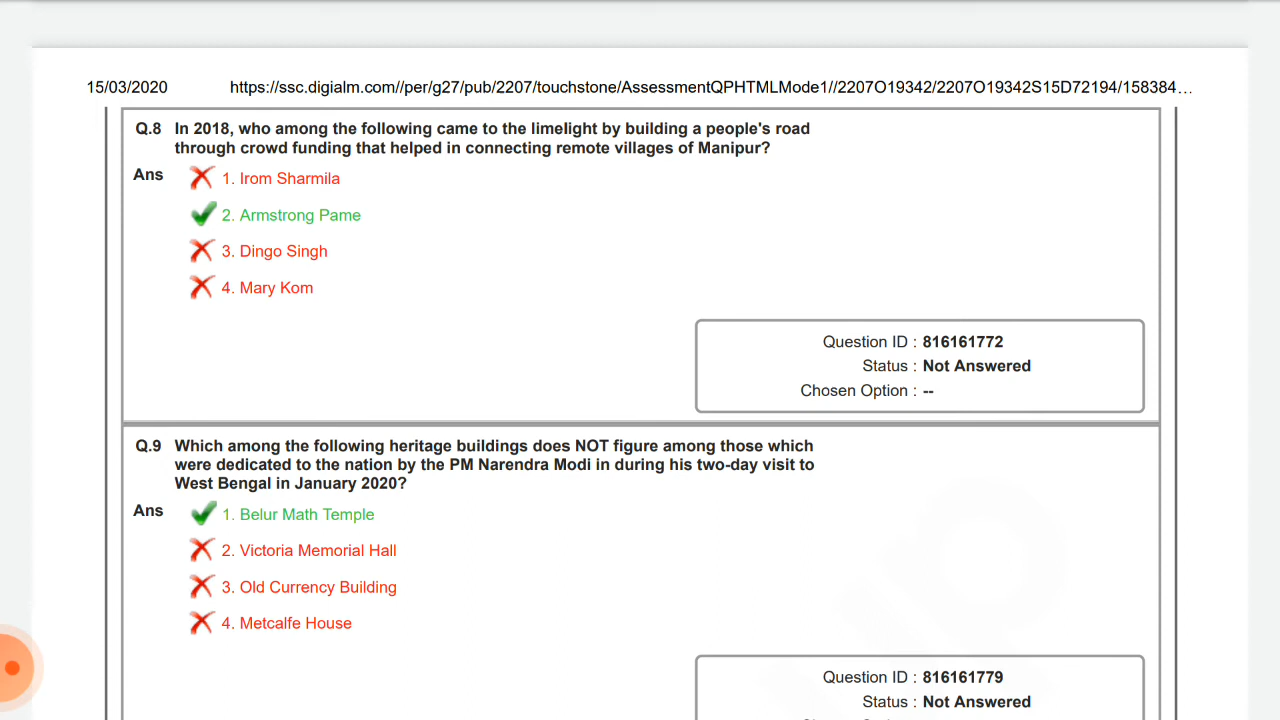 15/03/2020 https://ssc.digialm.com//per/g27/pub/2207/touchstone/AssessmentQPHTMLMode1//2207O19342/2207O19342S15D72194/158384…
Q.8 In 2018, who among the following came to the limelight by building a people's road
through crowd funding that helped in connecting remote villages of Manipur?
Ans 1. Irom Sharmila
2. Armstrong Pame
3. Dingo Singh
4. Mary Kom
Question ID : 816161772
Status : Not Answered
Chosen Option : --
Q.9 Which among the following heritage buildings does NOT figure among those which
were dedicated to the nation by the PM Narendra Modi in during his two-day visit to
West Bengal in January 2020?
Ans 1. Belur Math Temple
2. Victoria Memorial Hall
3. Old Currency Building
4. Metcalfe House
Question ID : 816161779
Status : Not Answered